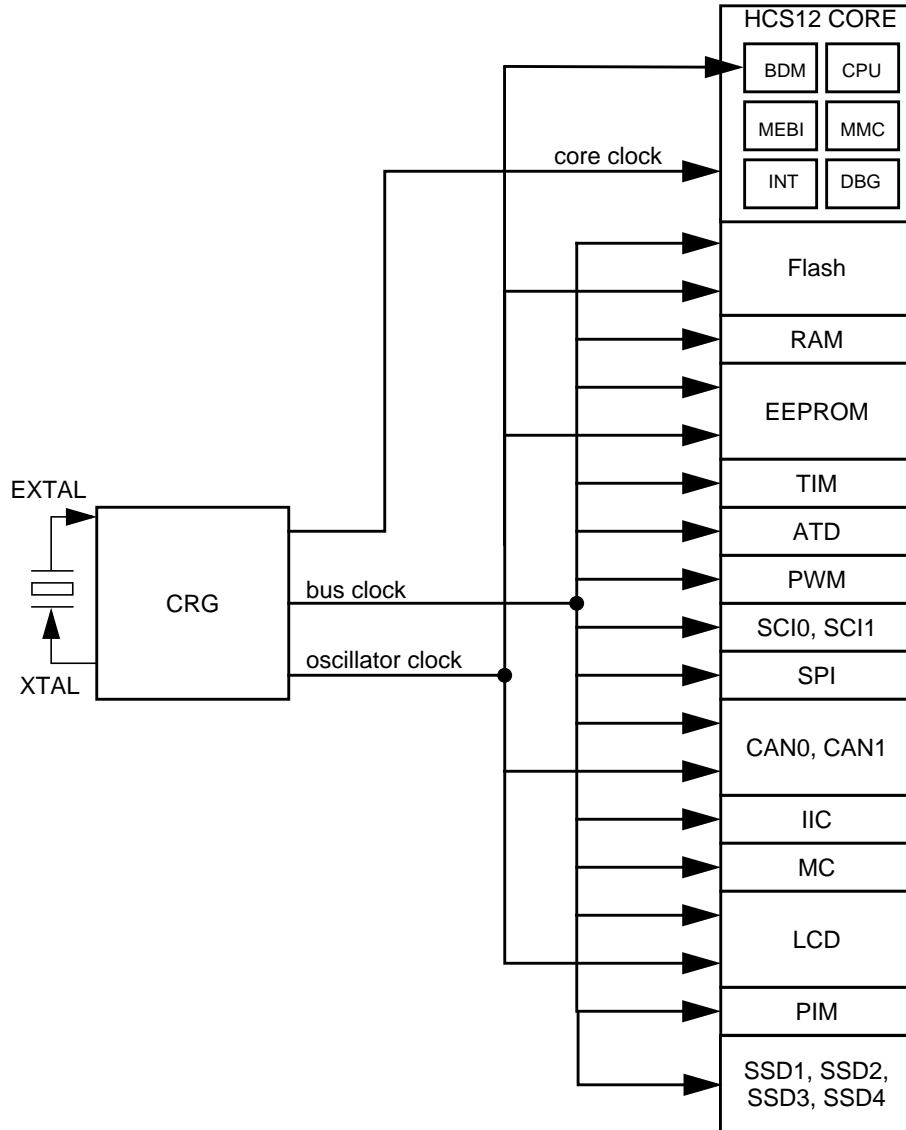 HCS12 CORE
BDM
CPU
MEBI
MMC
core clock
INT
DBG
Flash
RAM
EEPROM
EXTAL
TIM
ATD
PWM
CRG
bus clock
SCI0, SCI1
oscillator clock
SPI
XTAL
CAN0, CAN1
IIC
MC
LCD
PIM
SSD1, SSD2,
SSD3, SSD4